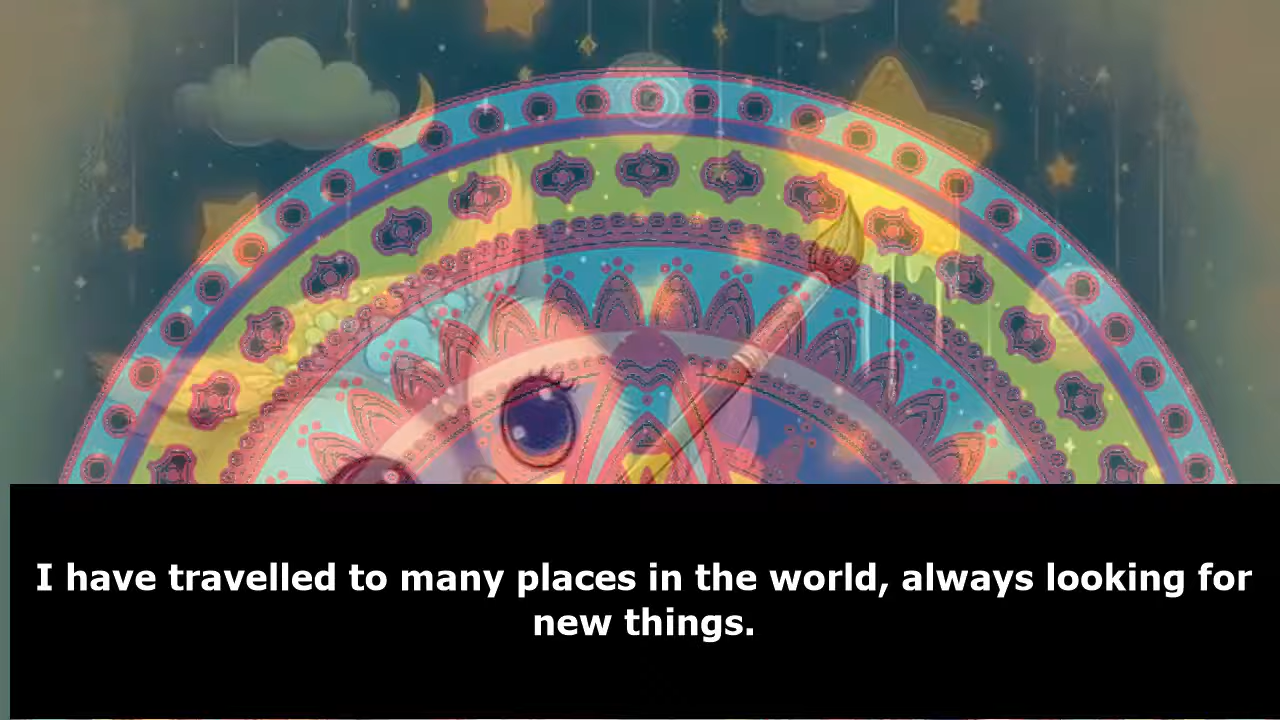 I have travelled to many places in the world, always looking for
new things.